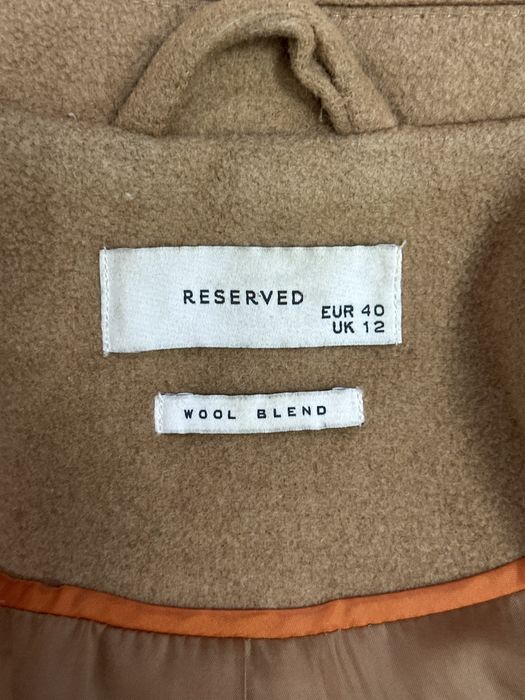 RESERVED
EUR 40
UK 12
WOOL BLEND